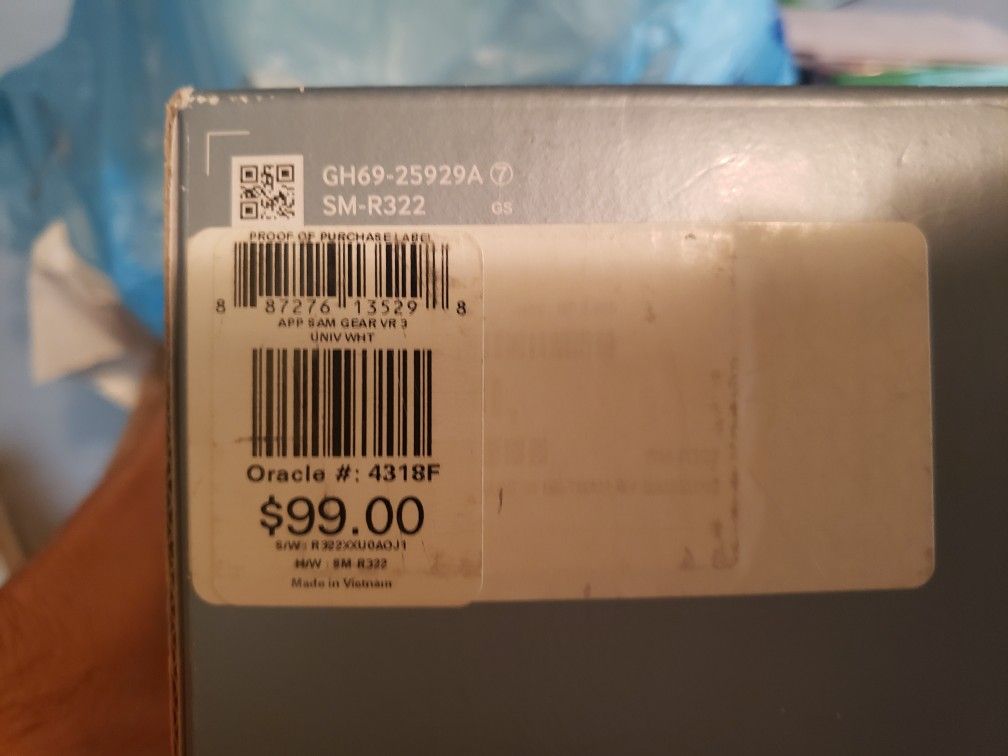 GH69-25929A ⑦
SM-R322 GS
PROOF OF PURCHASE LABEL
8 87276 13529 8
APP SAM GEAR VR 3
UNIV WHT
Oracle #: 4318F
$99.00
S/W: R322XXU0AOJ1
H/W : SM-R322
Made in Vietnam